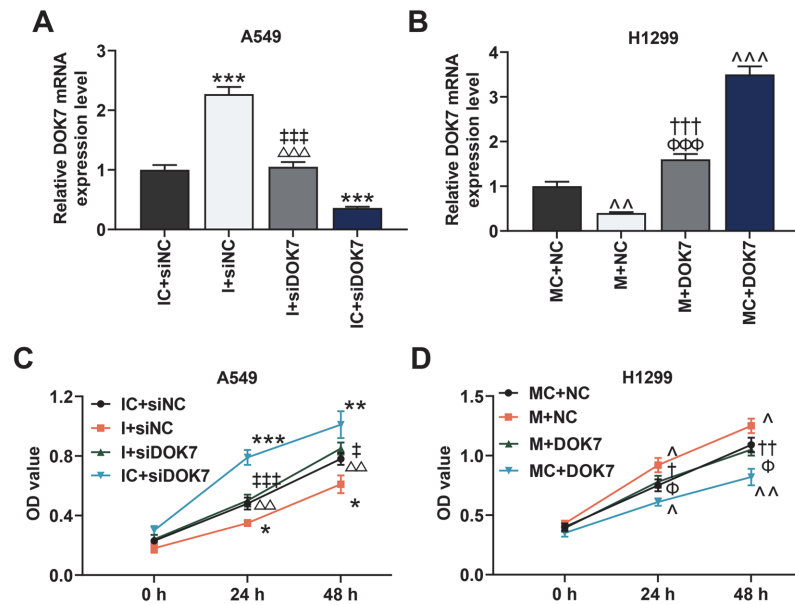 A
A549
Relative DOK7 mRNA
expression level
3
2
1
0
***
‡‡‡
△△△
***
IC+siNC
I+siNC
I+siDOK7
IC+siDOK7
B
H1299
Relative DOK7 mRNA
expression level
4
3
2
1
0
^^
†††
ΦΦΦ
^^^
MC+NC
M+NC
M+DOK7
MC+DOK7
C
A549
OD value
1.2
0.8
0.4
0.0
IC+siNC
I+siNC
I+siDOK7
IC+siDOK7
***
‡‡‡
△△
*
**
‡
△△
*
0 h
24 h
48 h
D
H1299
OD value
1.5
1.0
0.5
0.0
MC+NC
M+NC
M+DOK7
MC+DOK7
^
†
Φ
^
^
††
Φ
^^
0 h
24 h
48 h